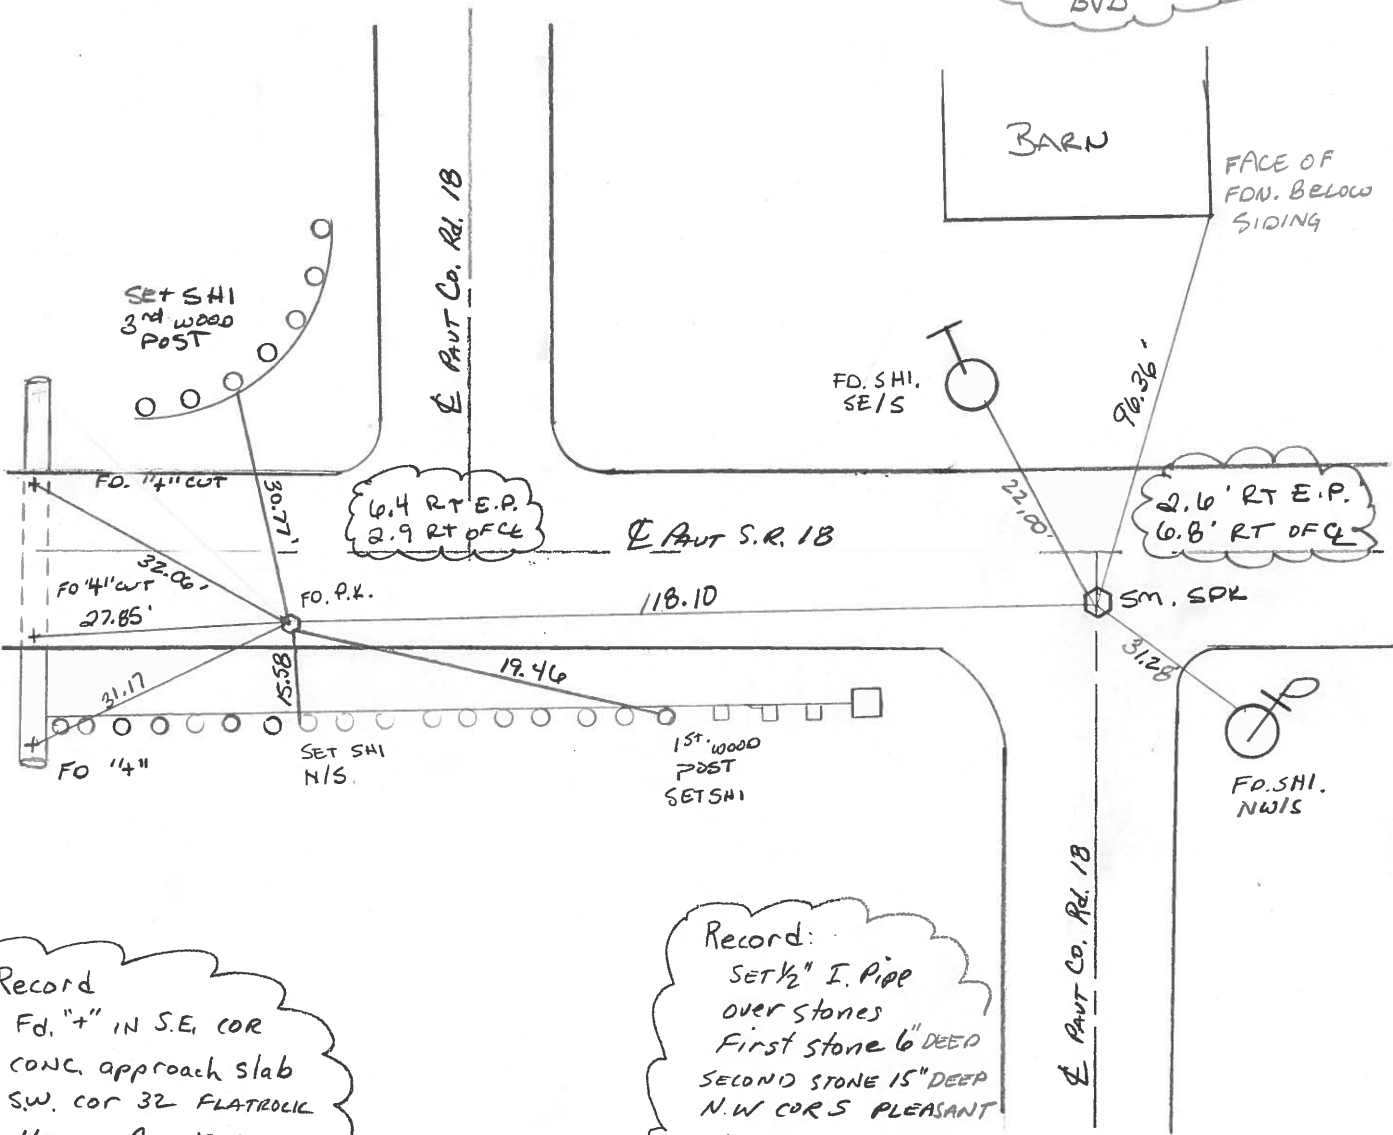 BVD
BARN
FACE OF
FDN. BELOW
SIDING
℄ PAVT Co. Rd. 18
SET SHI
3rd WOOD
POST
FD. SHI.
SE/S
96.36'
FD. "+" CUT
30.77'
6.4 RT E.P.
2.9 RT OF ℄
℄ PAVT S.R. 18
22.00'
2.6' RT E.P.
6.8' RT OF ℄
32.06'
FD "+" CUT
27.85'
FD. P.K.
118.10
SM. SPK
31.17
15.58
19.46
31.28'
FD "+"
SET SHI
N/S.
1ST. WOOD
POST
SET SHI
FD. SHI.
NW/S
℄ PAVT Co. Rd. 18
Record
Fd. "+" IN S.E. COR
CONC. approach slab
S.W. cor 32 FLATROCK
Record:
SET 1/2" I. Pipe
over stones
First stone 6" DEEP
SECOND STONE 15" DEEP
N.W COR 5 PLEASANT